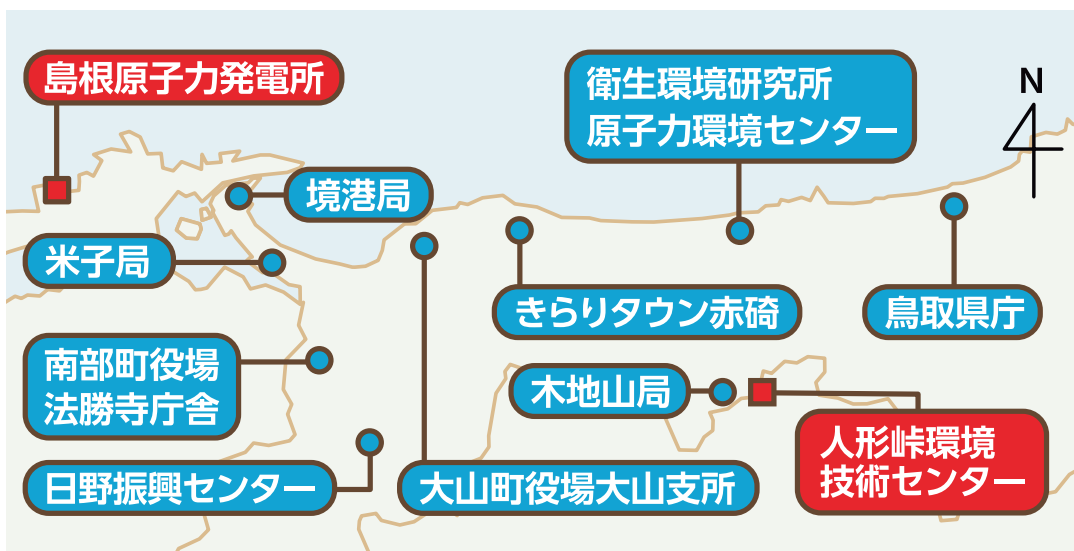 島根原子力発電所
衛生環境研究所
原子力環境センター
N
境港局
米子局
きらりタウン赤碕
鳥取県庁
南部町役場
法勝寺庁舎
木地山局
人形峠環境
技術センター
日野振興センター
大山町役場大山支所